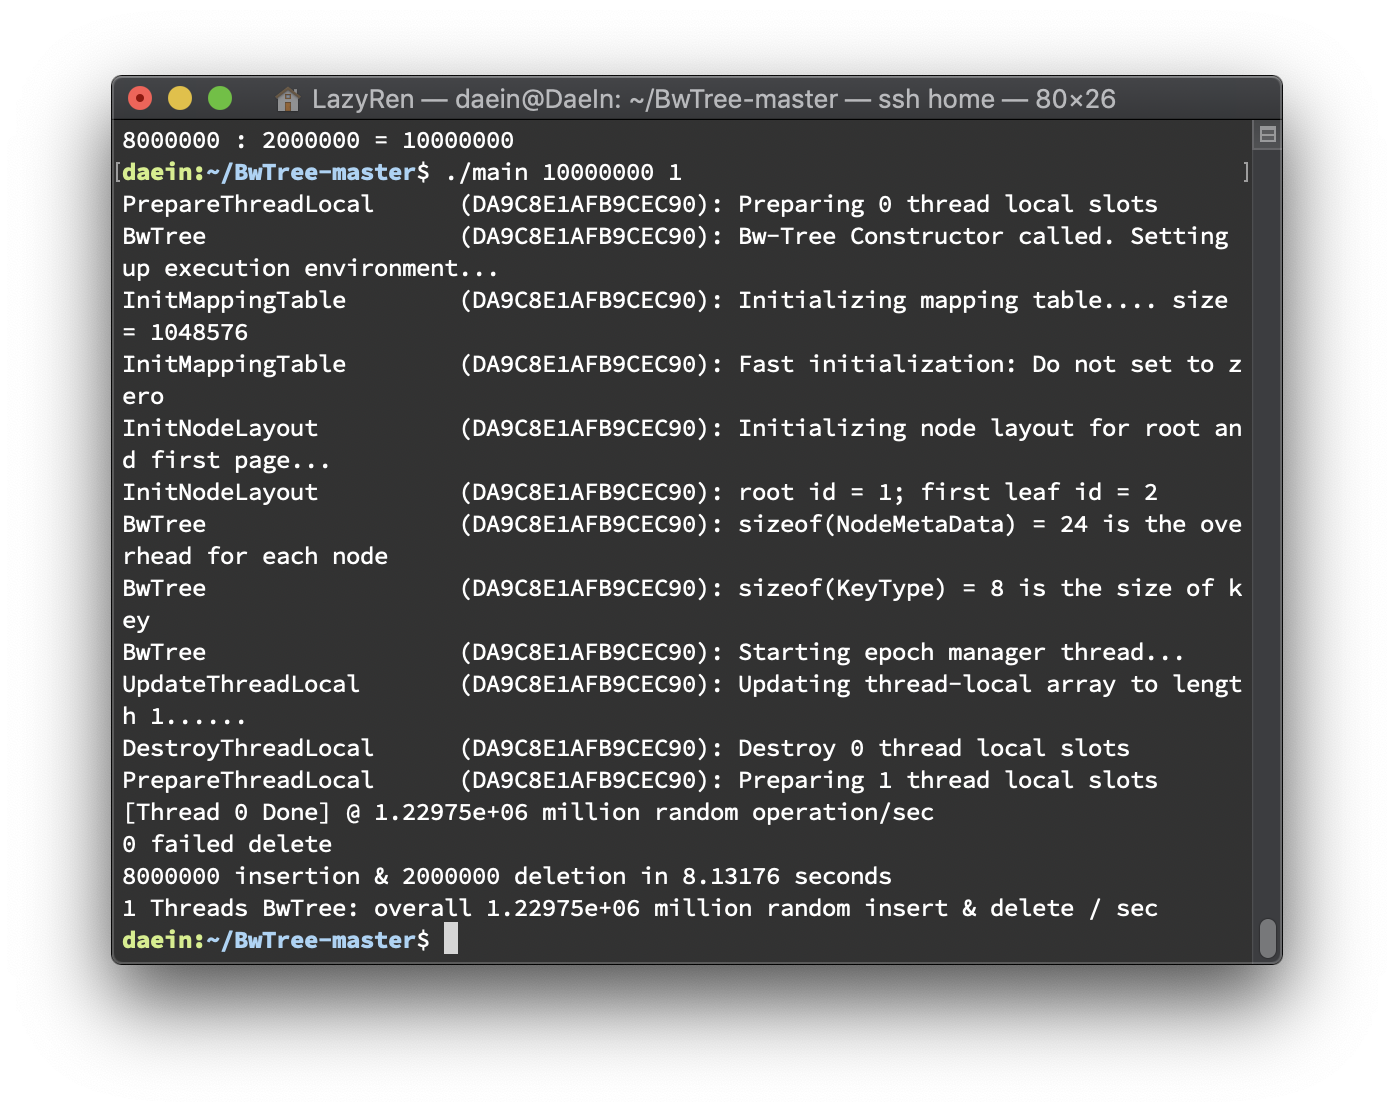 LazyRen — daein@DaeIn: ~/BwTree-master — ssh home — 80×26
8000000 : 2000000 = 10000000
[daein:~/BwTree-master$ ./main 10000000 1 ]
PrepareThreadLocal      (DA9C8E1AFB9CEC90): Preparing 0 thread local slots
BwTree                  (DA9C8E1AFB9CEC90): Bw-Tree Constructor called. Setting
up execution environment...
InitMappingTable        (DA9C8E1AFB9CEC90): Initializing mapping table.... size
= 1048576
InitMappingTable        (DA9C8E1AFB9CEC90): Fast initialization: Do not set to z
ero
InitNodeLayout          (DA9C8E1AFB9CEC90): Initializing node layout for root an
d first page...
InitNodeLayout          (DA9C8E1AFB9CEC90): root id = 1; first leaf id = 2
BwTree                  (DA9C8E1AFB9CEC90): sizeof(NodeMetaData) = 24 is the ove
rhead for each node
BwTree                  (DA9C8E1AFB9CEC90): sizeof(KeyType) = 8 is the size of k
ey
BwTree                  (DA9C8E1AFB9CEC90): Starting epoch manager thread...
UpdateThreadLocal       (DA9C8E1AFB9CEC90): Updating thread-local array to lengt
h 1......
DestroyThreadLocal      (DA9C8E1AFB9CEC90): Destroy 0 thread local slots
PrepareThreadLocal      (DA9C8E1AFB9CEC90): Preparing 1 thread local slots
[Thread 0 Done] @ 1.22975e+06 million random operation/sec
0 failed delete
8000000 insertion & 2000000 deletion in 8.13176 seconds
1 Threads BwTree: overall 1.22975e+06 million random insert & delete / sec
daein:~/BwTree-master$